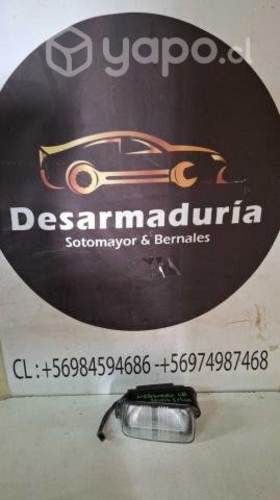 yapo.cl
Desarmaduría
Sotomayor & Bernales
CL :+56984594686 -+56974987468